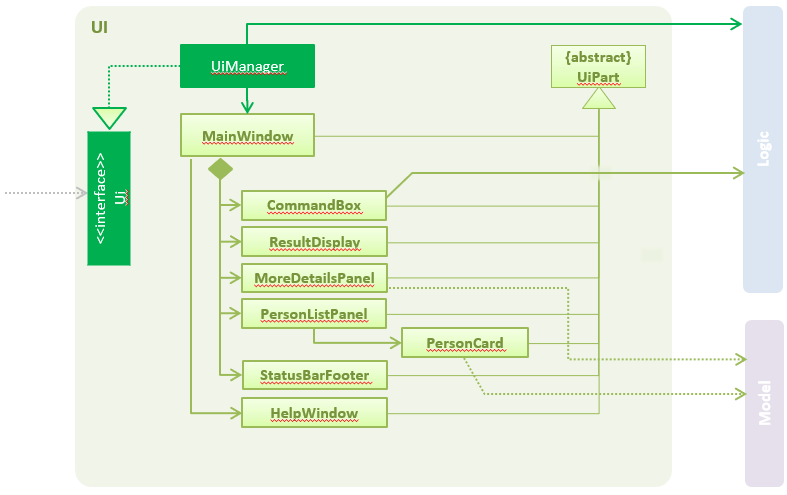 UI
UiManager
{abstract}
UiPart
MainWindow
<<interface>>
Ui
CommandBox
ResultDisplay
MoreDetailsPanel
PersonListPanel
PersonCard
StatusBarFooter
HelpWindow
Logic
Model